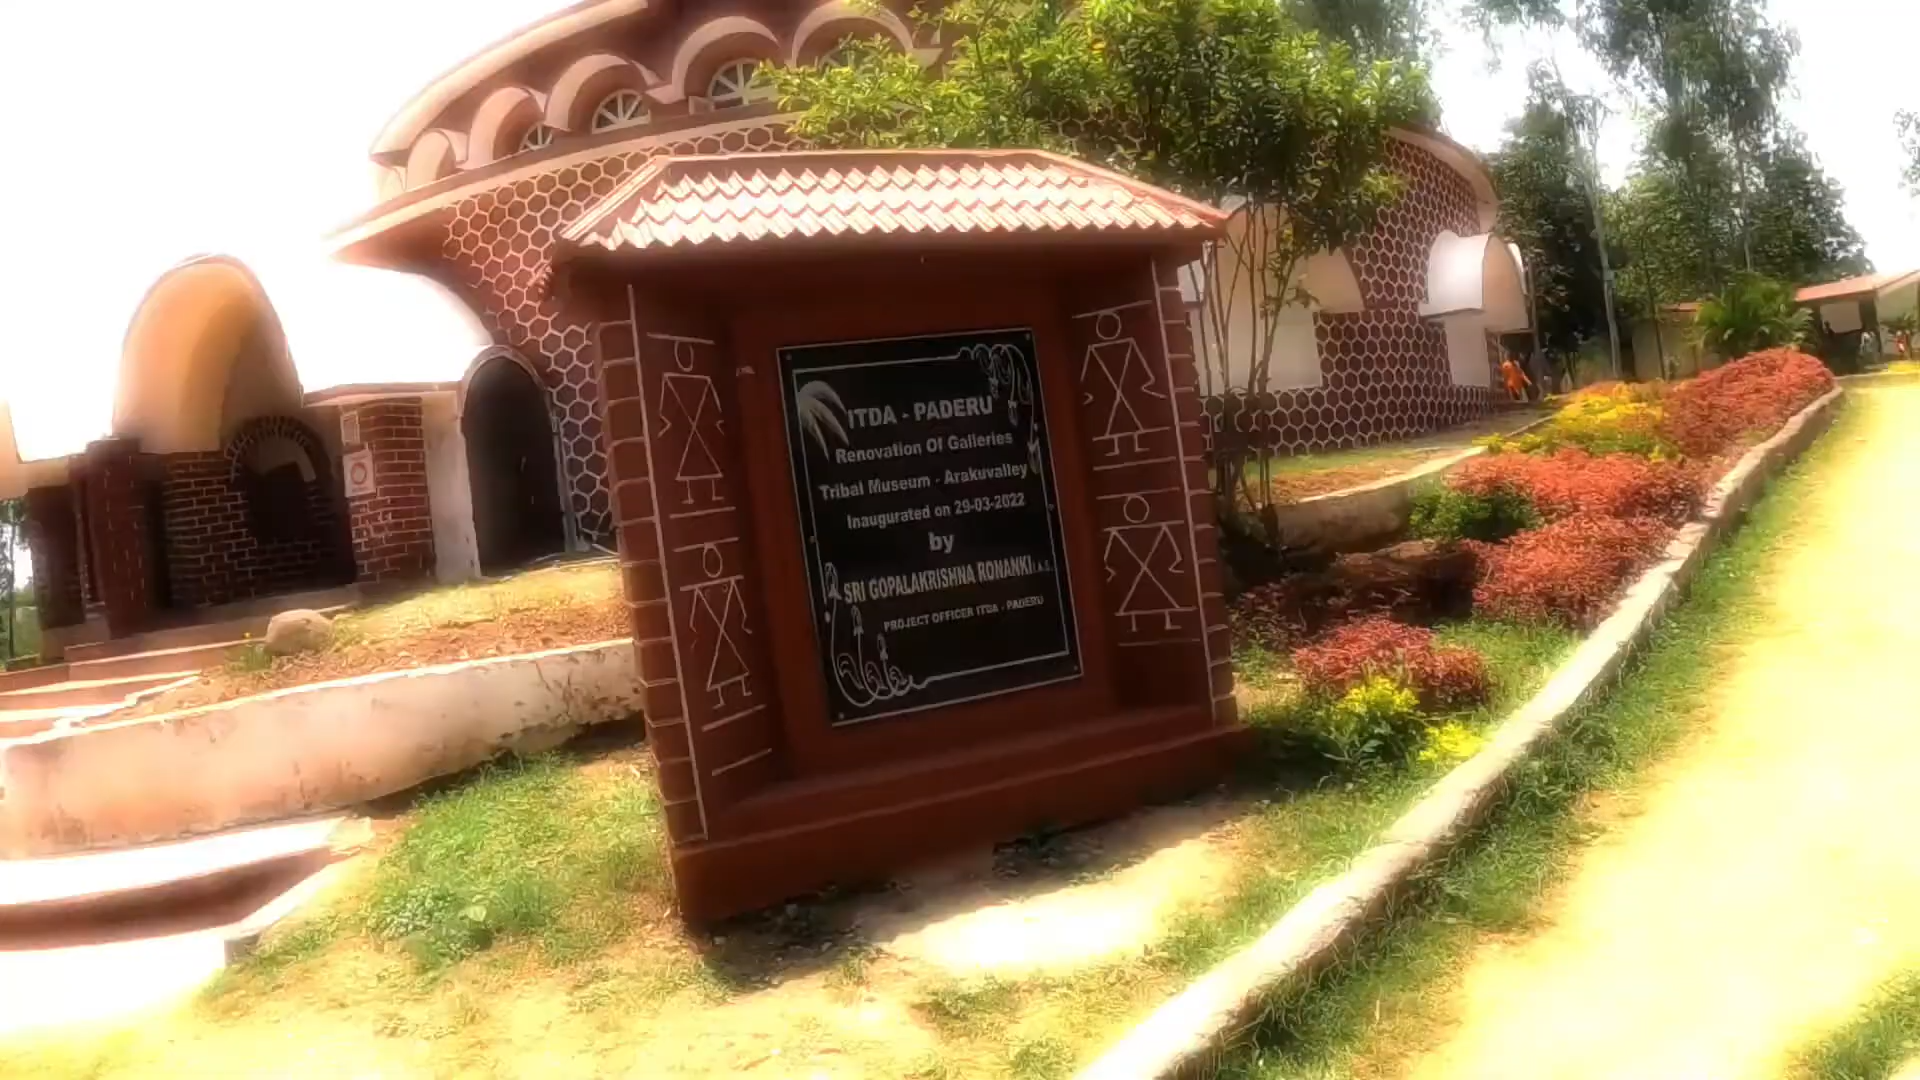 ITDA - PADERU
Renovation Of Galleries
Tribal Museum - Arakuvalley
Inaugurated on 29-03-2022
by
SRI GOPALAKRISHNA RONANKI I.A.S.
PROJECT OFFICER ITDA - PADERU